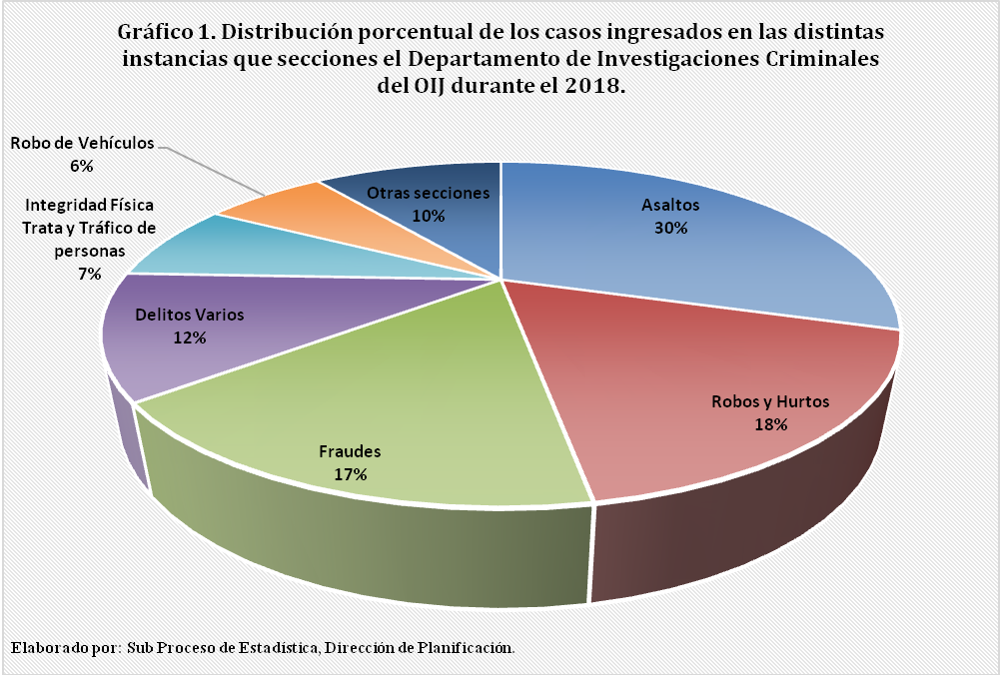 Gráfico 1. Distribución porcentual de los casos ingresados en las distintas
instancias que secciones el Departamento de Investigaciones Criminales
del OIJ durante el 2018.
Robo de Vehículos
6%
Otras secciones
10%
Asaltos
30%
Integridad Física
Trata y Tráfico de
personas
7%
Delitos Varios
12%
Robos y Hurtos
18%
Fraudes
17%
Elaborado por: Sub Proceso de Estadística, Dirección de Planificación.